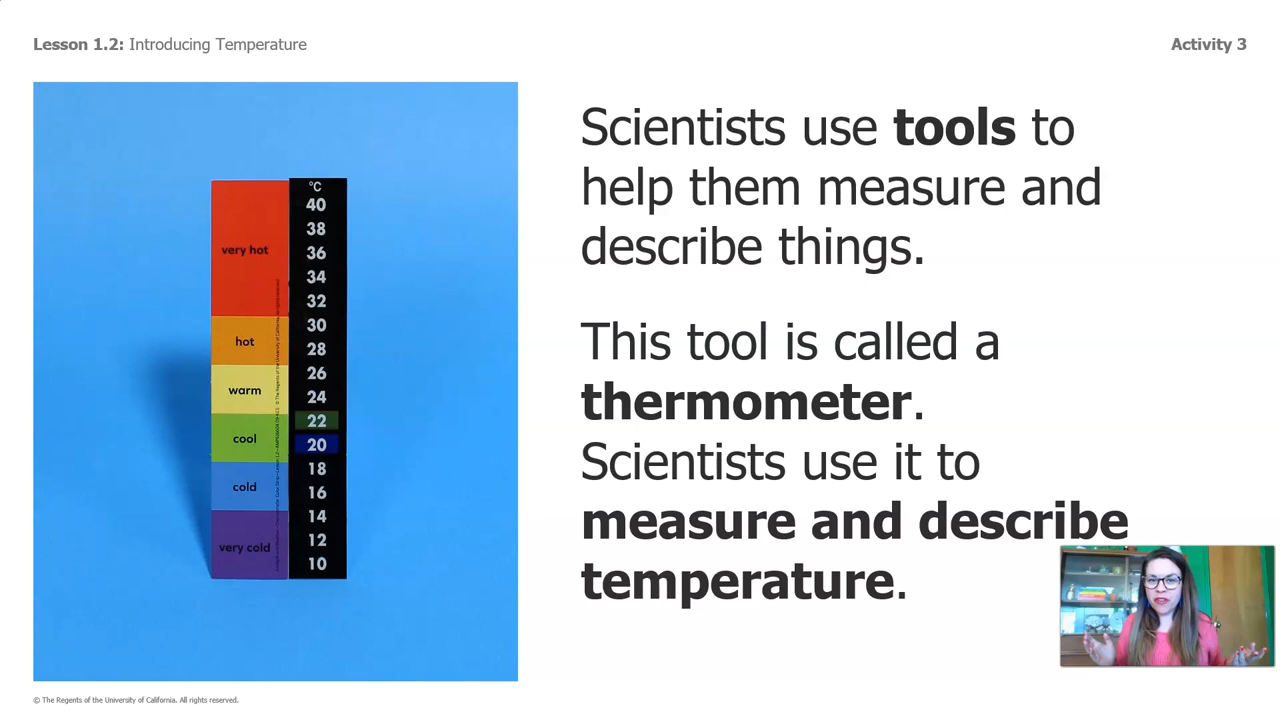 Lesson 1.2: Introducing Temperature
Activity 3
°C
40
38
very hot
36
34
32
30
hot
28
26
warm
24
22
cool
20
18
cold
16
14
very cold
12
10
Scientists use tools to
help them measure and
describe things.
This tool is called a
thermometer.
Scientists use it to
measure and describe
temperature.
© The Regents of the University of California. All rights reserved.